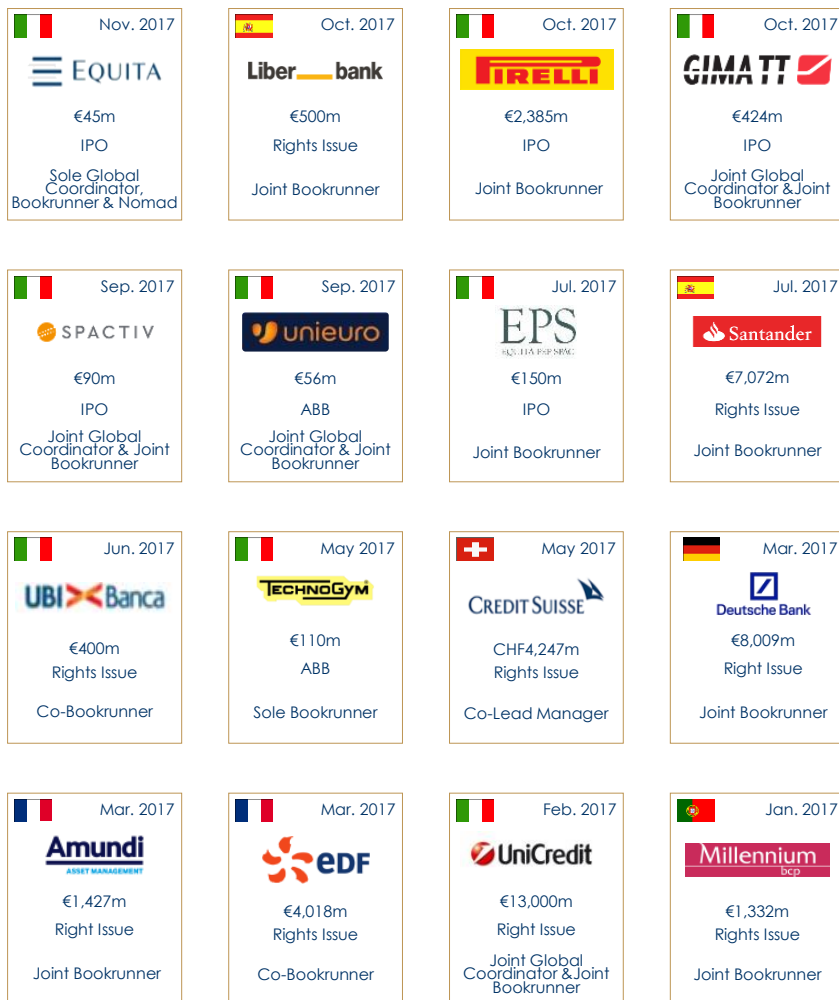 Nov. 2017
EQUITA
€45m
IPO
Sole Global
Coordinator,
Bookrunner & Nomad
Oct. 2017
Liber bank
€500m
Rights Issue
Joint Bookrunner
Oct. 2017
PIRELLI
€2,385m
IPO
Joint Bookrunner
Oct. 2017
GIMA TT
€424m
IPO
Joint Global
Coordinator &Joint
Bookrunner
Sep. 2017
SPACTIV
€90m
IPO
Joint Global
Coordinator & Joint
Bookrunner
Sep. 2017
unieuro
€56m
ABB
Joint Global
Coordinator & Joint
Bookrunner
Jul. 2017
EPS
EQUITA PEP SPAC
€150m
IPO
Joint Bookrunner
Jul. 2017
Santander
€7,072m
Rights Issue
Joint Bookrunner
Jun. 2017
UBI Banca
€400m
Rights Issue
Co-Bookrunner
May 2017
TECHNOGYM
€110m
ABB
Sole Bookrunner
May 2017
CREDIT SUISSE
CHF4,247m
Rights Issue
Co-Lead Manager
Mar. 2017
Deutsche Bank
€8,009m
Right Issue
Joint Bookrunner
Mar. 2017
Amundi
ASSET MANAGEMENT
€1,427m
Right Issue
Joint Bookrunner
Mar. 2017
eDF
€4,018m
Rights Issue
Co-Bookrunner
Feb. 2017
UniCredit
€13,000m
Right Issue
Joint Global
Coordinator &Joint
Bookrunner
Jan. 2017
Millennium
bcp
€1,332m
Rights Issue
Joint Bookrunner